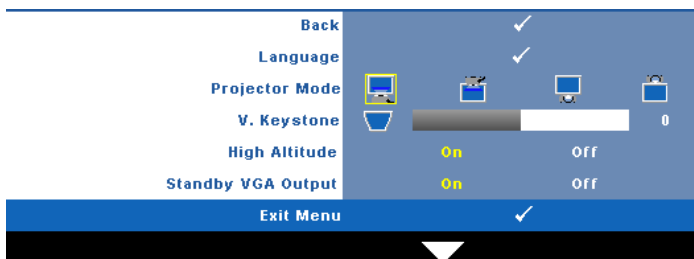 Back
Language
Projector Mode
V. Keystone 0
High Altitude On Off
Standby VGA Output On Off
Exit Menu